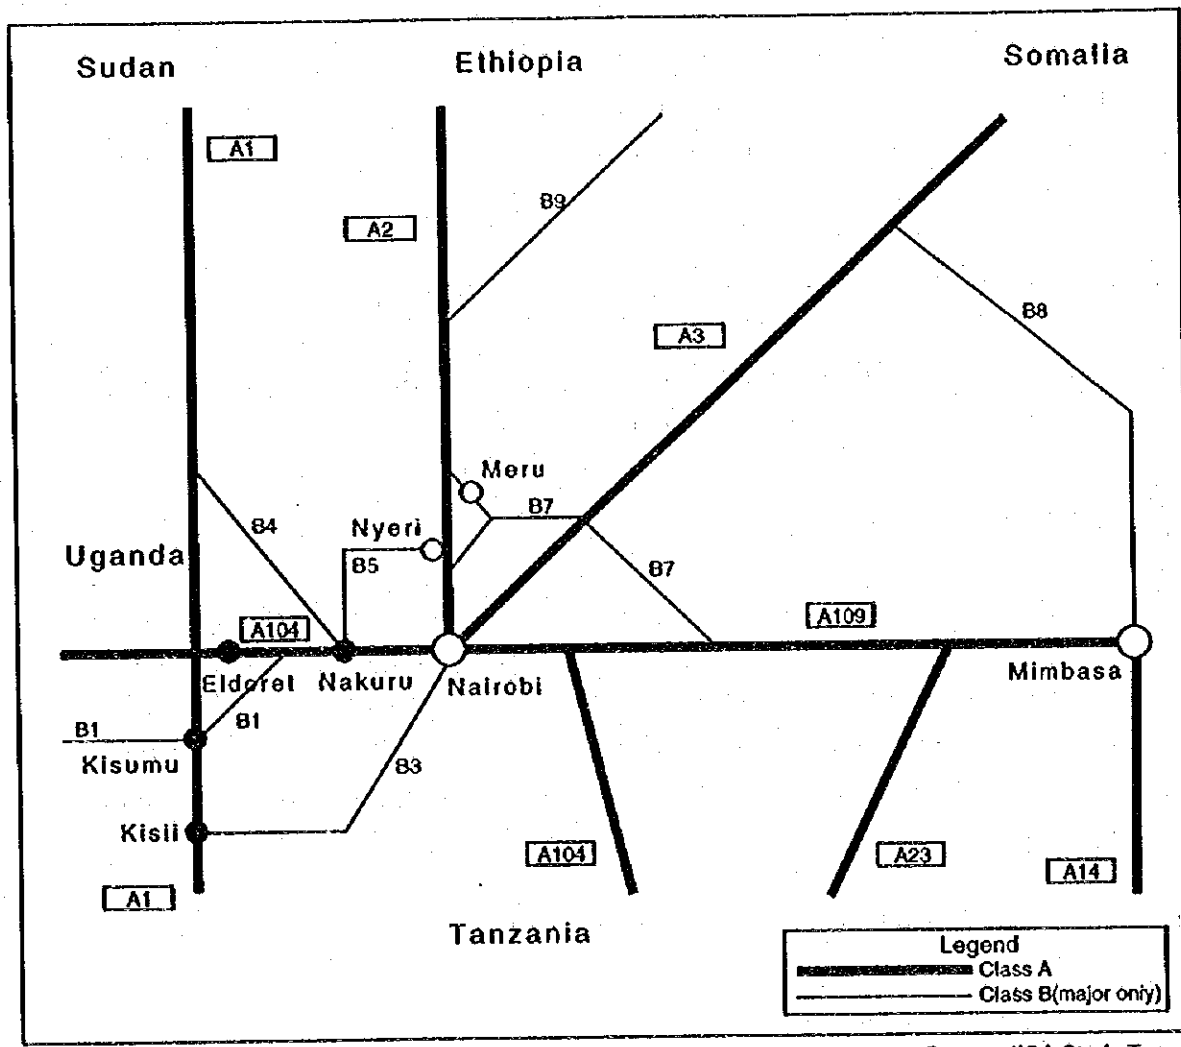 Sudan
Ethiopia
Somalia
A1
B9
A2
B8
A3
Meru
B7
B4
Nyeri
Uganda
B5
B7
A104
A109
Eldoret
Nakuru
Nairobi
Mimbasa
B1
B1
Kisumu
B3
Kisii
A104
A23
A14
A1
Tanzania
Legend
Class A
Class B(major only)